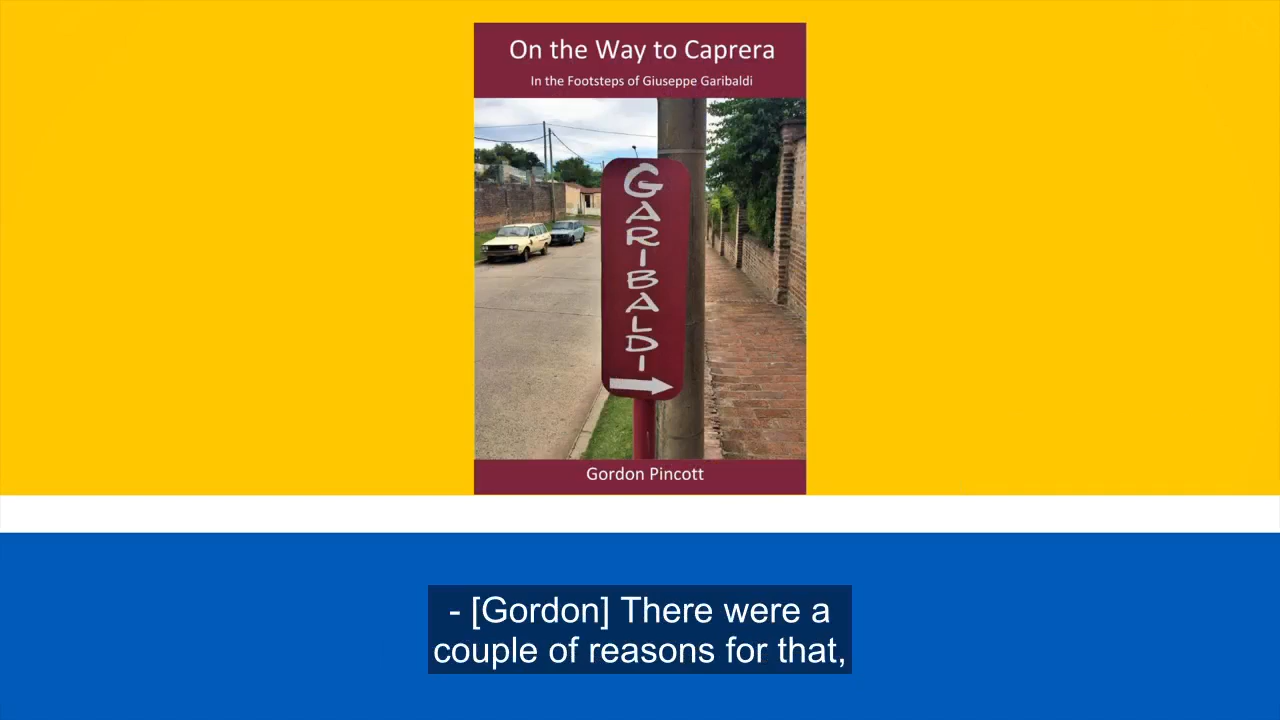 On the Way to Caprera
In the Footsteps of Giuseppe Garibaldi
GARIBALDI
Gordon Pincott
- [Gordon] There were a
couple of reasons for that,